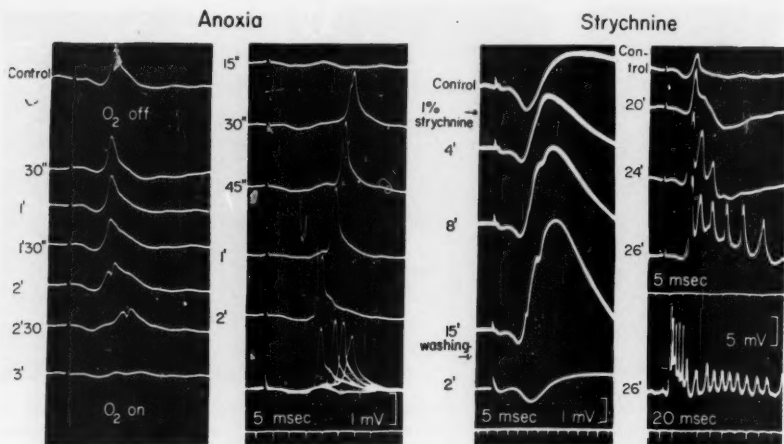 Anoxia
Control
O2 off
30"
1'
1'30"
2'
2'30
3'
O2 on
15"
30"
45"
1'
2'
5 msec
1 mV
Strychnine
Control
1%
strychnine
4'
8'
15'
washing
2'
5 msec
1 mV
Con-
trol
20'
24'
26'
5 msec
5 mV
26'
20 msec